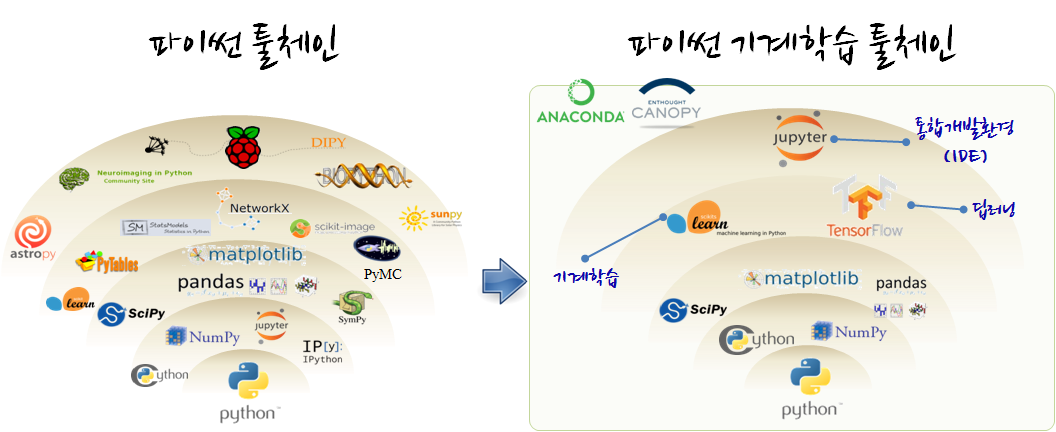 파이썬 툴체인
파이썬 기계학습 툴체인
DIPY
Neuroimaging in Python
Community Site
BIOPYTHON
NetworkX
SM StatsModels
Statistics in Python
scikit-image
sunpy
astropy
PyTables
matplotlib
PyMC
pandas
learn
SciPy
SymPy
NumPy
jupyter
IP[y]:
IPython
Cython
python
ANACONDA
ENTHOUGHT
CANOPY
jupyter
통합개발환경
(IDE)
scikit
learn
machine learning in Python
TensorFlow
딥러닝
기계학습
matplotlib
pandas
SciPy
Cython
NumPy
python